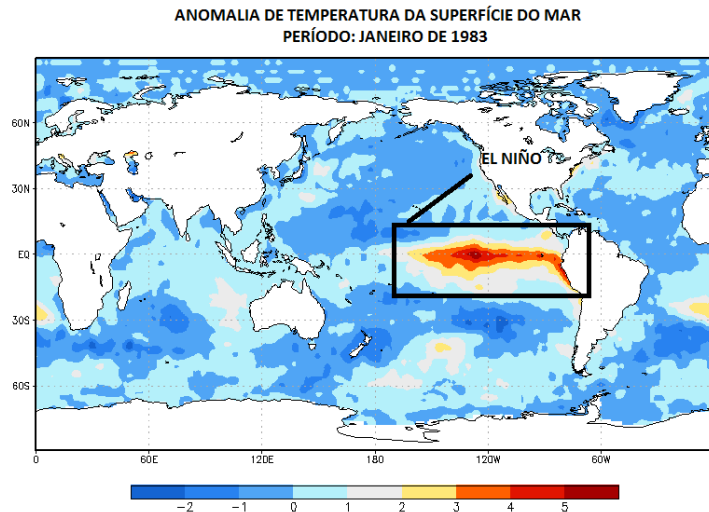 ANOMALIA DE TEMPERATURA DA SUPERFÍCIE DO MAR
PERÍODO: JANEIRO DE 1983
EL NIÑO
60N
30N
EQ
30S
60S
0 60E 120E 180 120W 60W
-2 -1 0 1 2 3 4 5